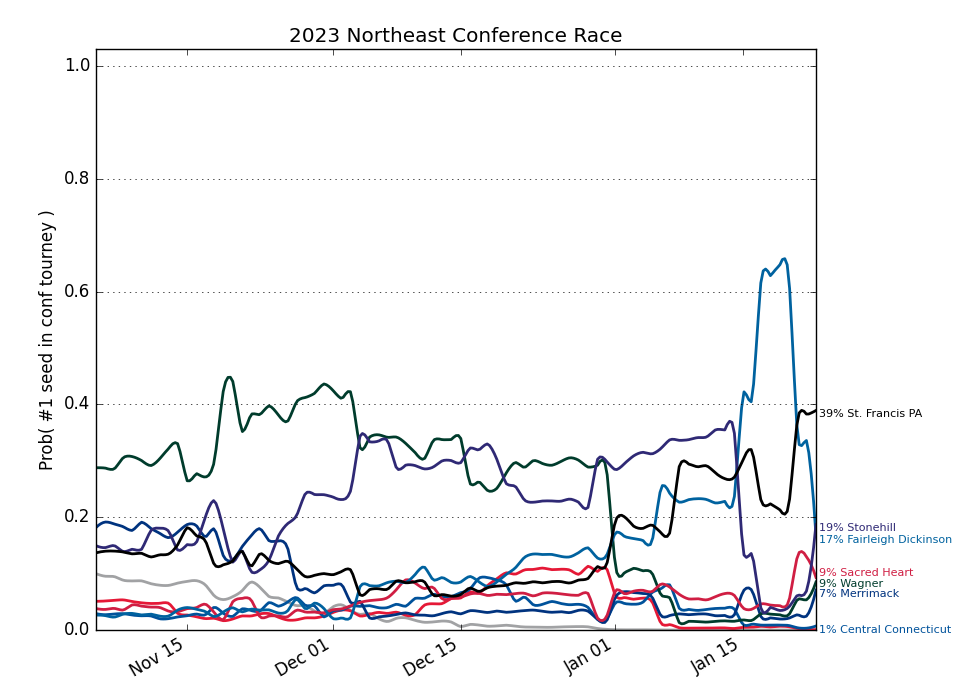 2023 Northeast Conference Race
Prob( #1 seed in conf tourney )
1.0
0.8
0.6
0.4
0.2
0.0
39% St. Francis PA
19% Stonehill
17% Fairleigh Dickinson
9% Sacred Heart
9% Wagner
7% Merrimack
1% Central Connecticut
Nov 15
Dec 01
Dec 15
Jan 01
Jan 15